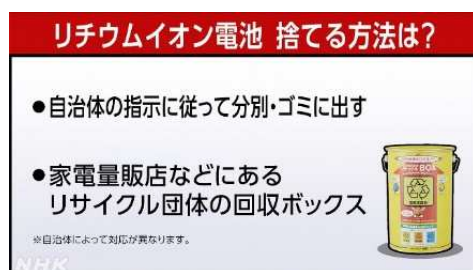 リチウムイオン電池 捨てる方法は?
●自治体の指示に従って分別・ゴミに出す
●家電量販店などにある
リサイクル団体の回収ボックス
※自治体によって対応が異なります。
BOX
NHK